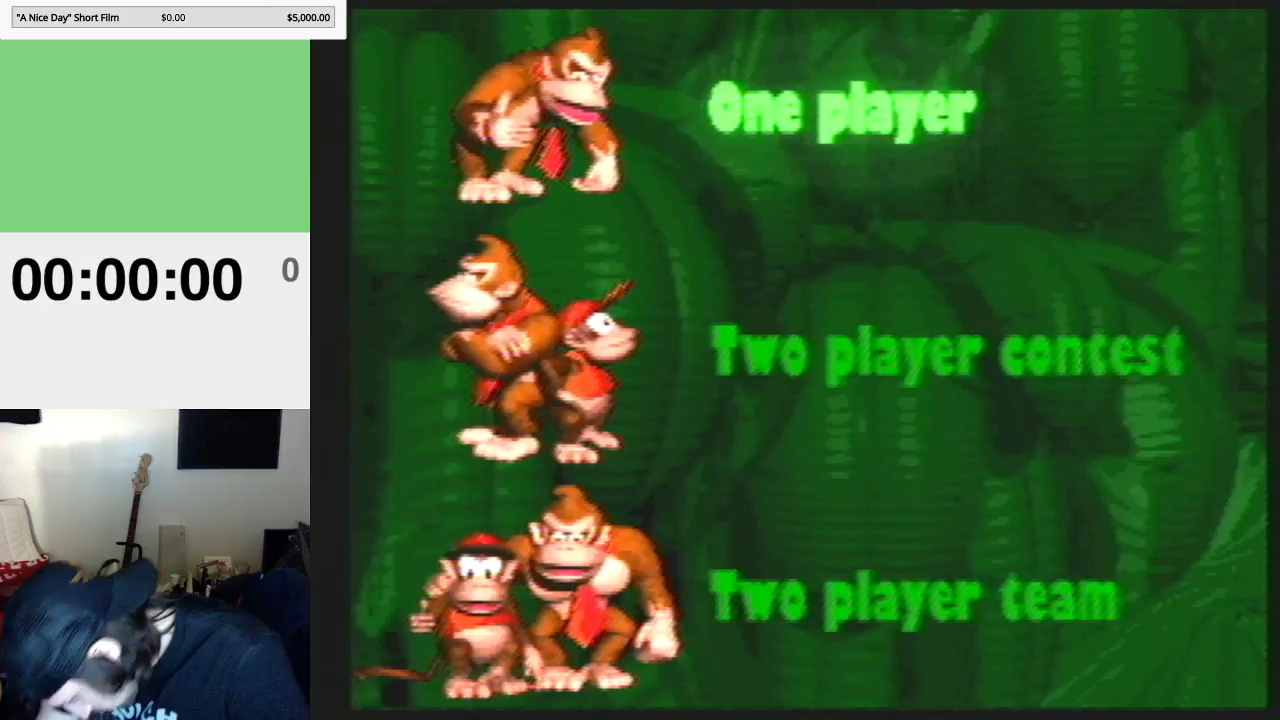 "A Nice Day" Short Film $0.00 $5,000.00
00:00:00 0
One player
Two player contest
Two player team